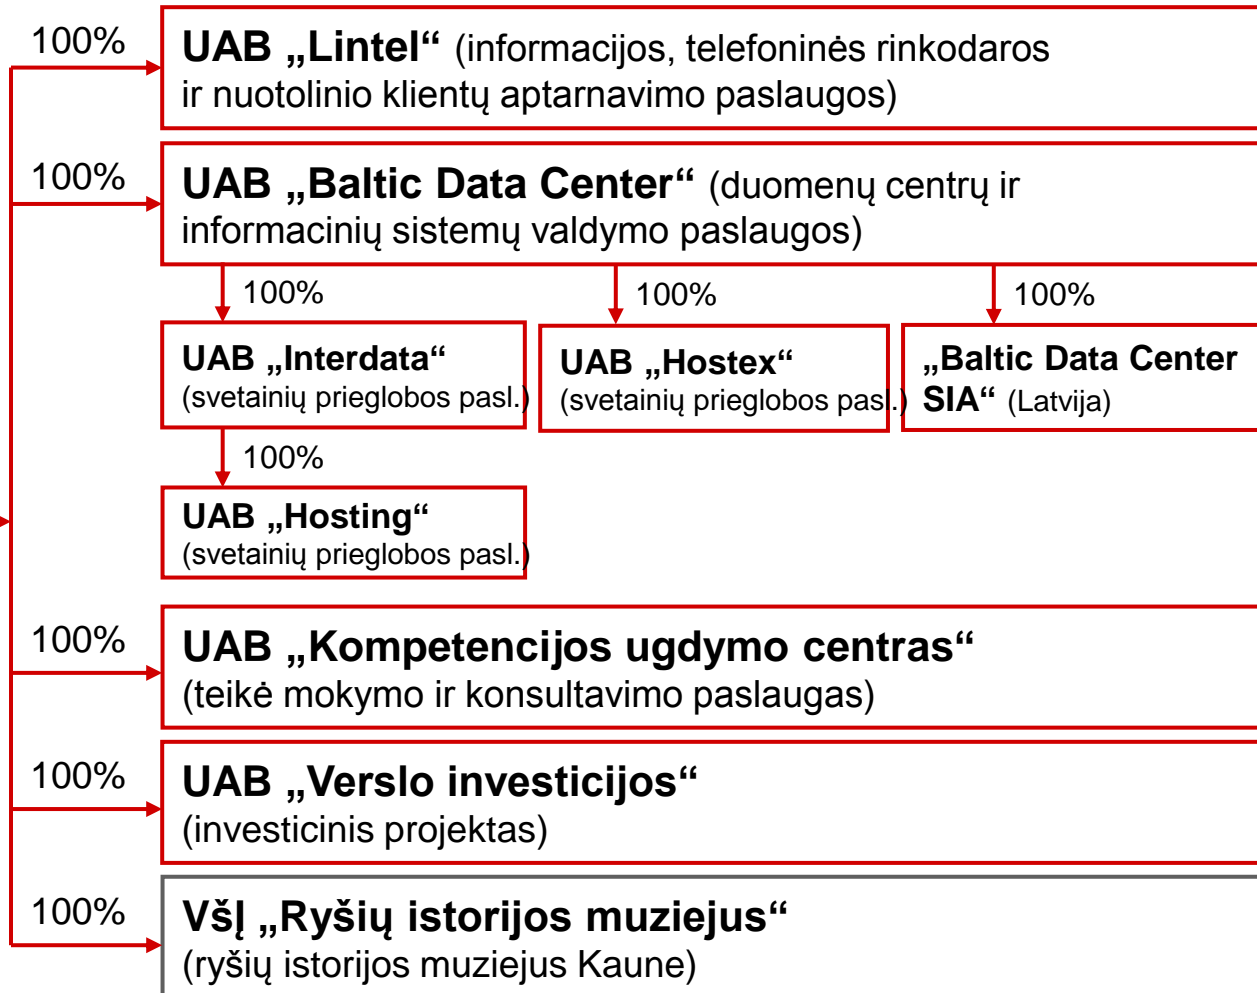 100%
UAB „Lintel“ (informacijos, telefoninės rinkodaros
ir nuotolinio klientų aptarnavimo paslaugos)
100%
UAB „Baltic Data Center“ (duomenų centrų ir
informacinių sistemų valdymo paslaugos)
100%
100%
100%
UAB „Interdata“
(svetainių prieglobos pasl.)
UAB „Hostex“
(svetainių prieglobos pasl.)
„Baltic Data Center
SIA“ (Latvija)
100%
UAB „Hosting“
(svetainių prieglobos pasl.)
100%
UAB „Kompetencijos ugdymo centras“
(teikė mokymo ir konsultavimo paslaugas)
100%
UAB „Verslo investicijos“
(investicinis projektas)
100%
VšĮ „Ryšių istorijos muziejus“
(ryšių istorijos muziejus Kaune)